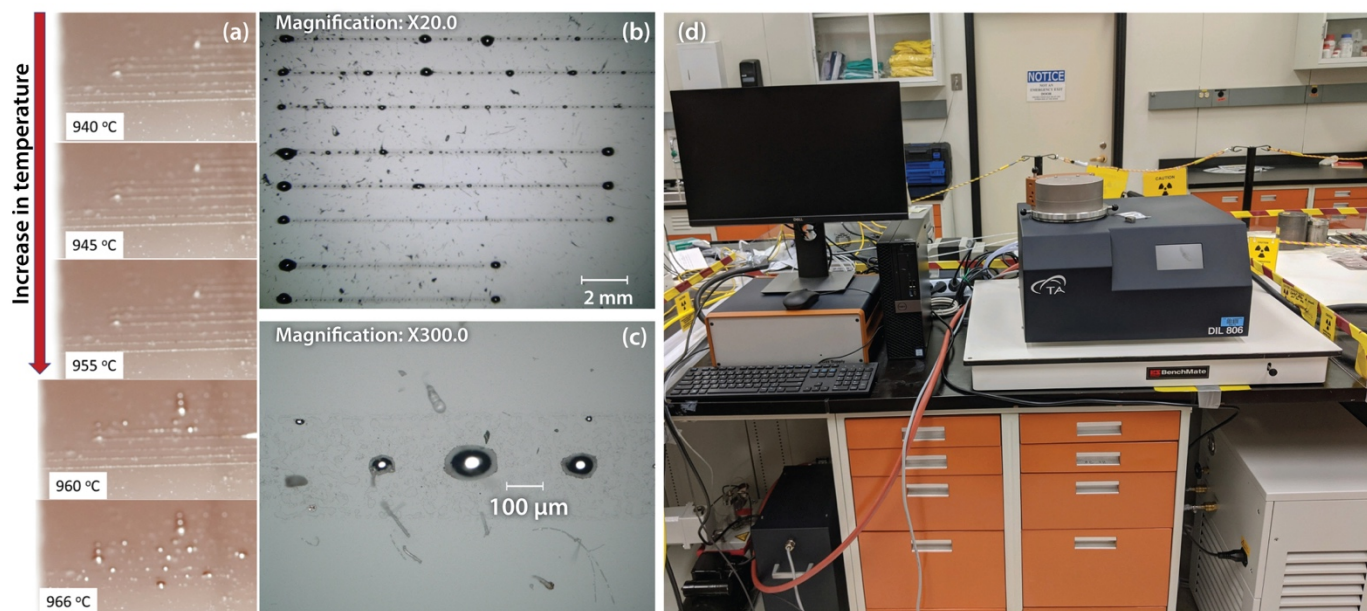 Increase in temperature
(a)
940 °C
945 °C
955 °C
960 °C
966 °C
Magnification: X20.0
(b)
2 mm
Magnification: X300.0
(c)
100 μm
(d)
NOTICE
CAUTION
DELL
TA
DIL 806
BenchMate